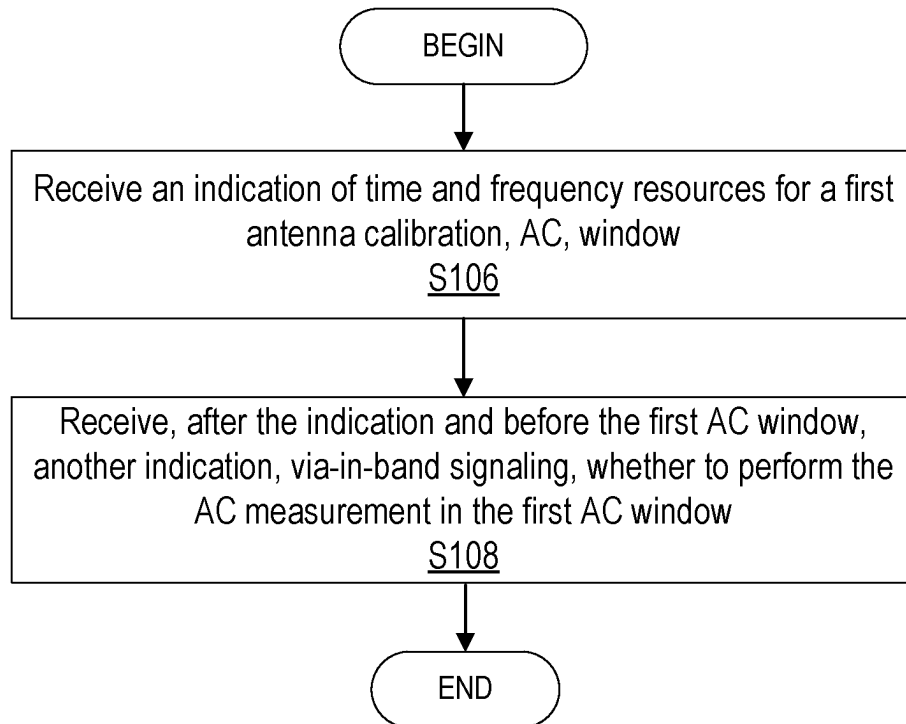 BEGIN
Receive an indication of time and frequency resources for a first
antenna calibration, AC, window
S106
Receive, after the indication and before the first AC window,
another indication, via-in-band signaling, whether to perform the
AC measurement in the first AC window
S108
END